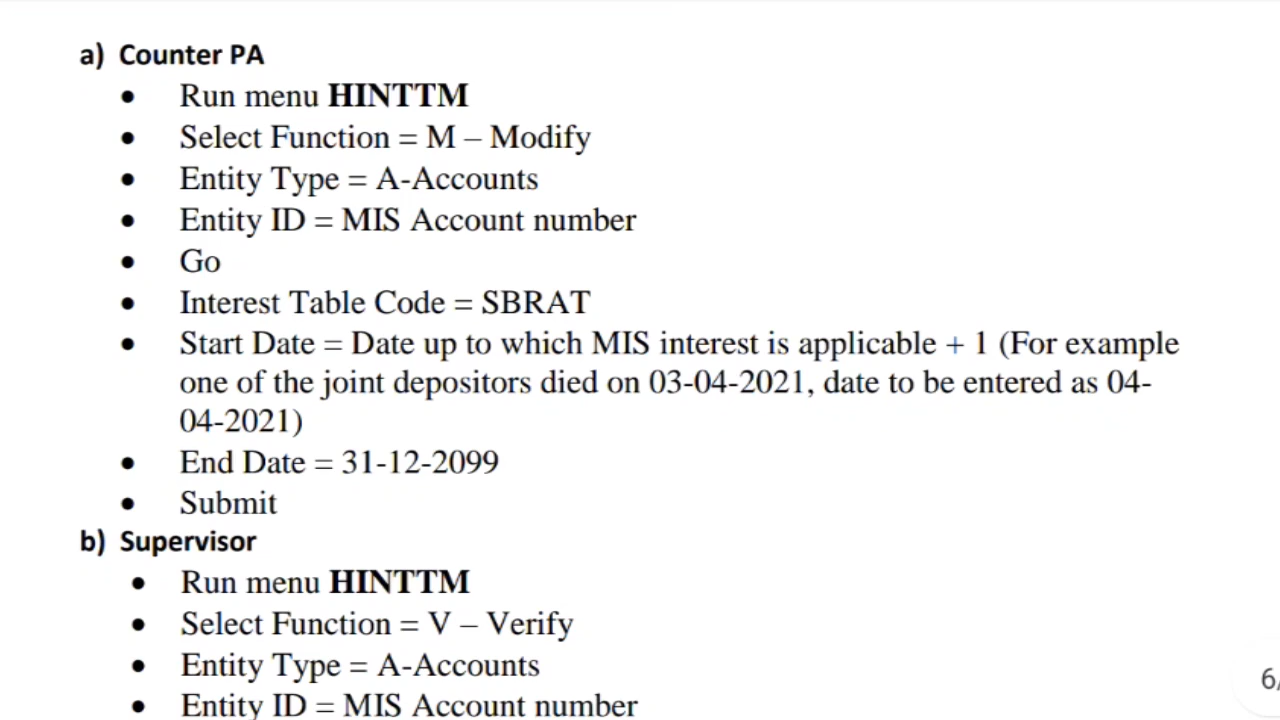 a) Counter PA
• Run menu HINTTM
• Select Function = M – Modify
• Entity Type = A-Accounts
• Entity ID = MIS Account number
• Go
• Interest Table Code = SBRAT
• Start Date = Date up to which MIS interest is applicable + 1 (For example
one of the joint depositors died on 03-04-2021, date to be entered as 04-
04-2021)
• End Date = 31-12-2099
• Submit
b) Supervisor
• Run menu HINTTM
• Select Function = V – Verify
• Entity Type = A-Accounts
• Entity ID = MIS Account number
6/